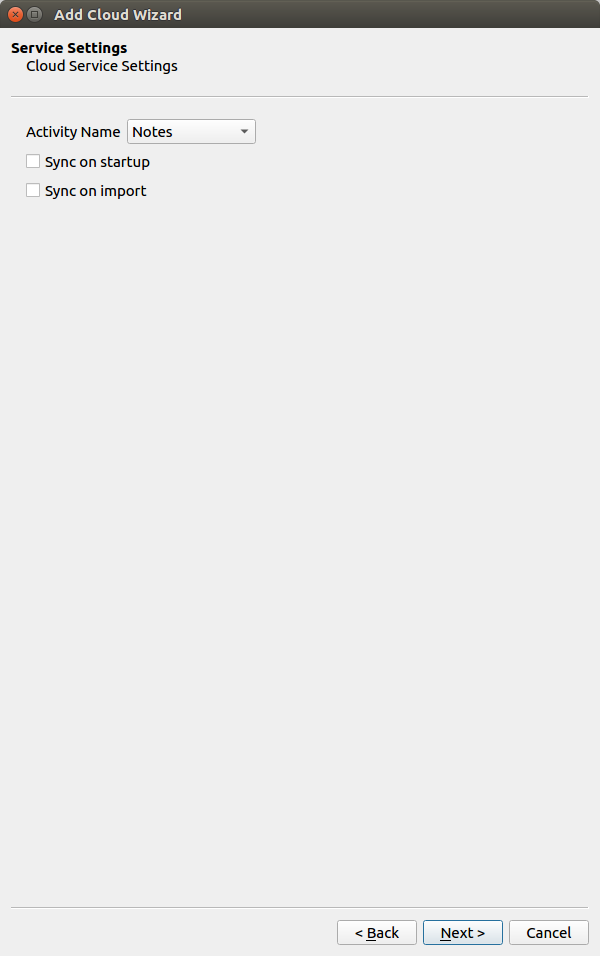 Add Cloud Wizard
Service Settings
Cloud Service Settings
Activity Name Notes
Sync on startup
Sync on import
< Back Next > Cancel